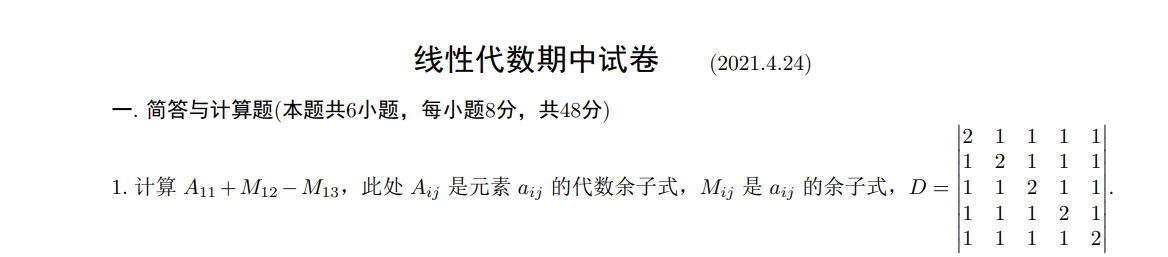 线性代数期中试卷 (2021.4.24)
一. 简答与计算题(本题共6小题，每小题8分，共48分)
1. 计算 $A_{11}+M_{12}-M_{13}$，此处 $A_{ij}$ 是元素 $a_{ij}$ 的代数余子式，$M_{ij}$ 是 $a_{ij}$ 的余子式，$D=\begin{vmatrix}2&1&1&1&1\\1&2&1&1&1\\1&1&2&1&1\\1&1&1&2&1\\1&1&1&1&2\end{vmatrix}$.